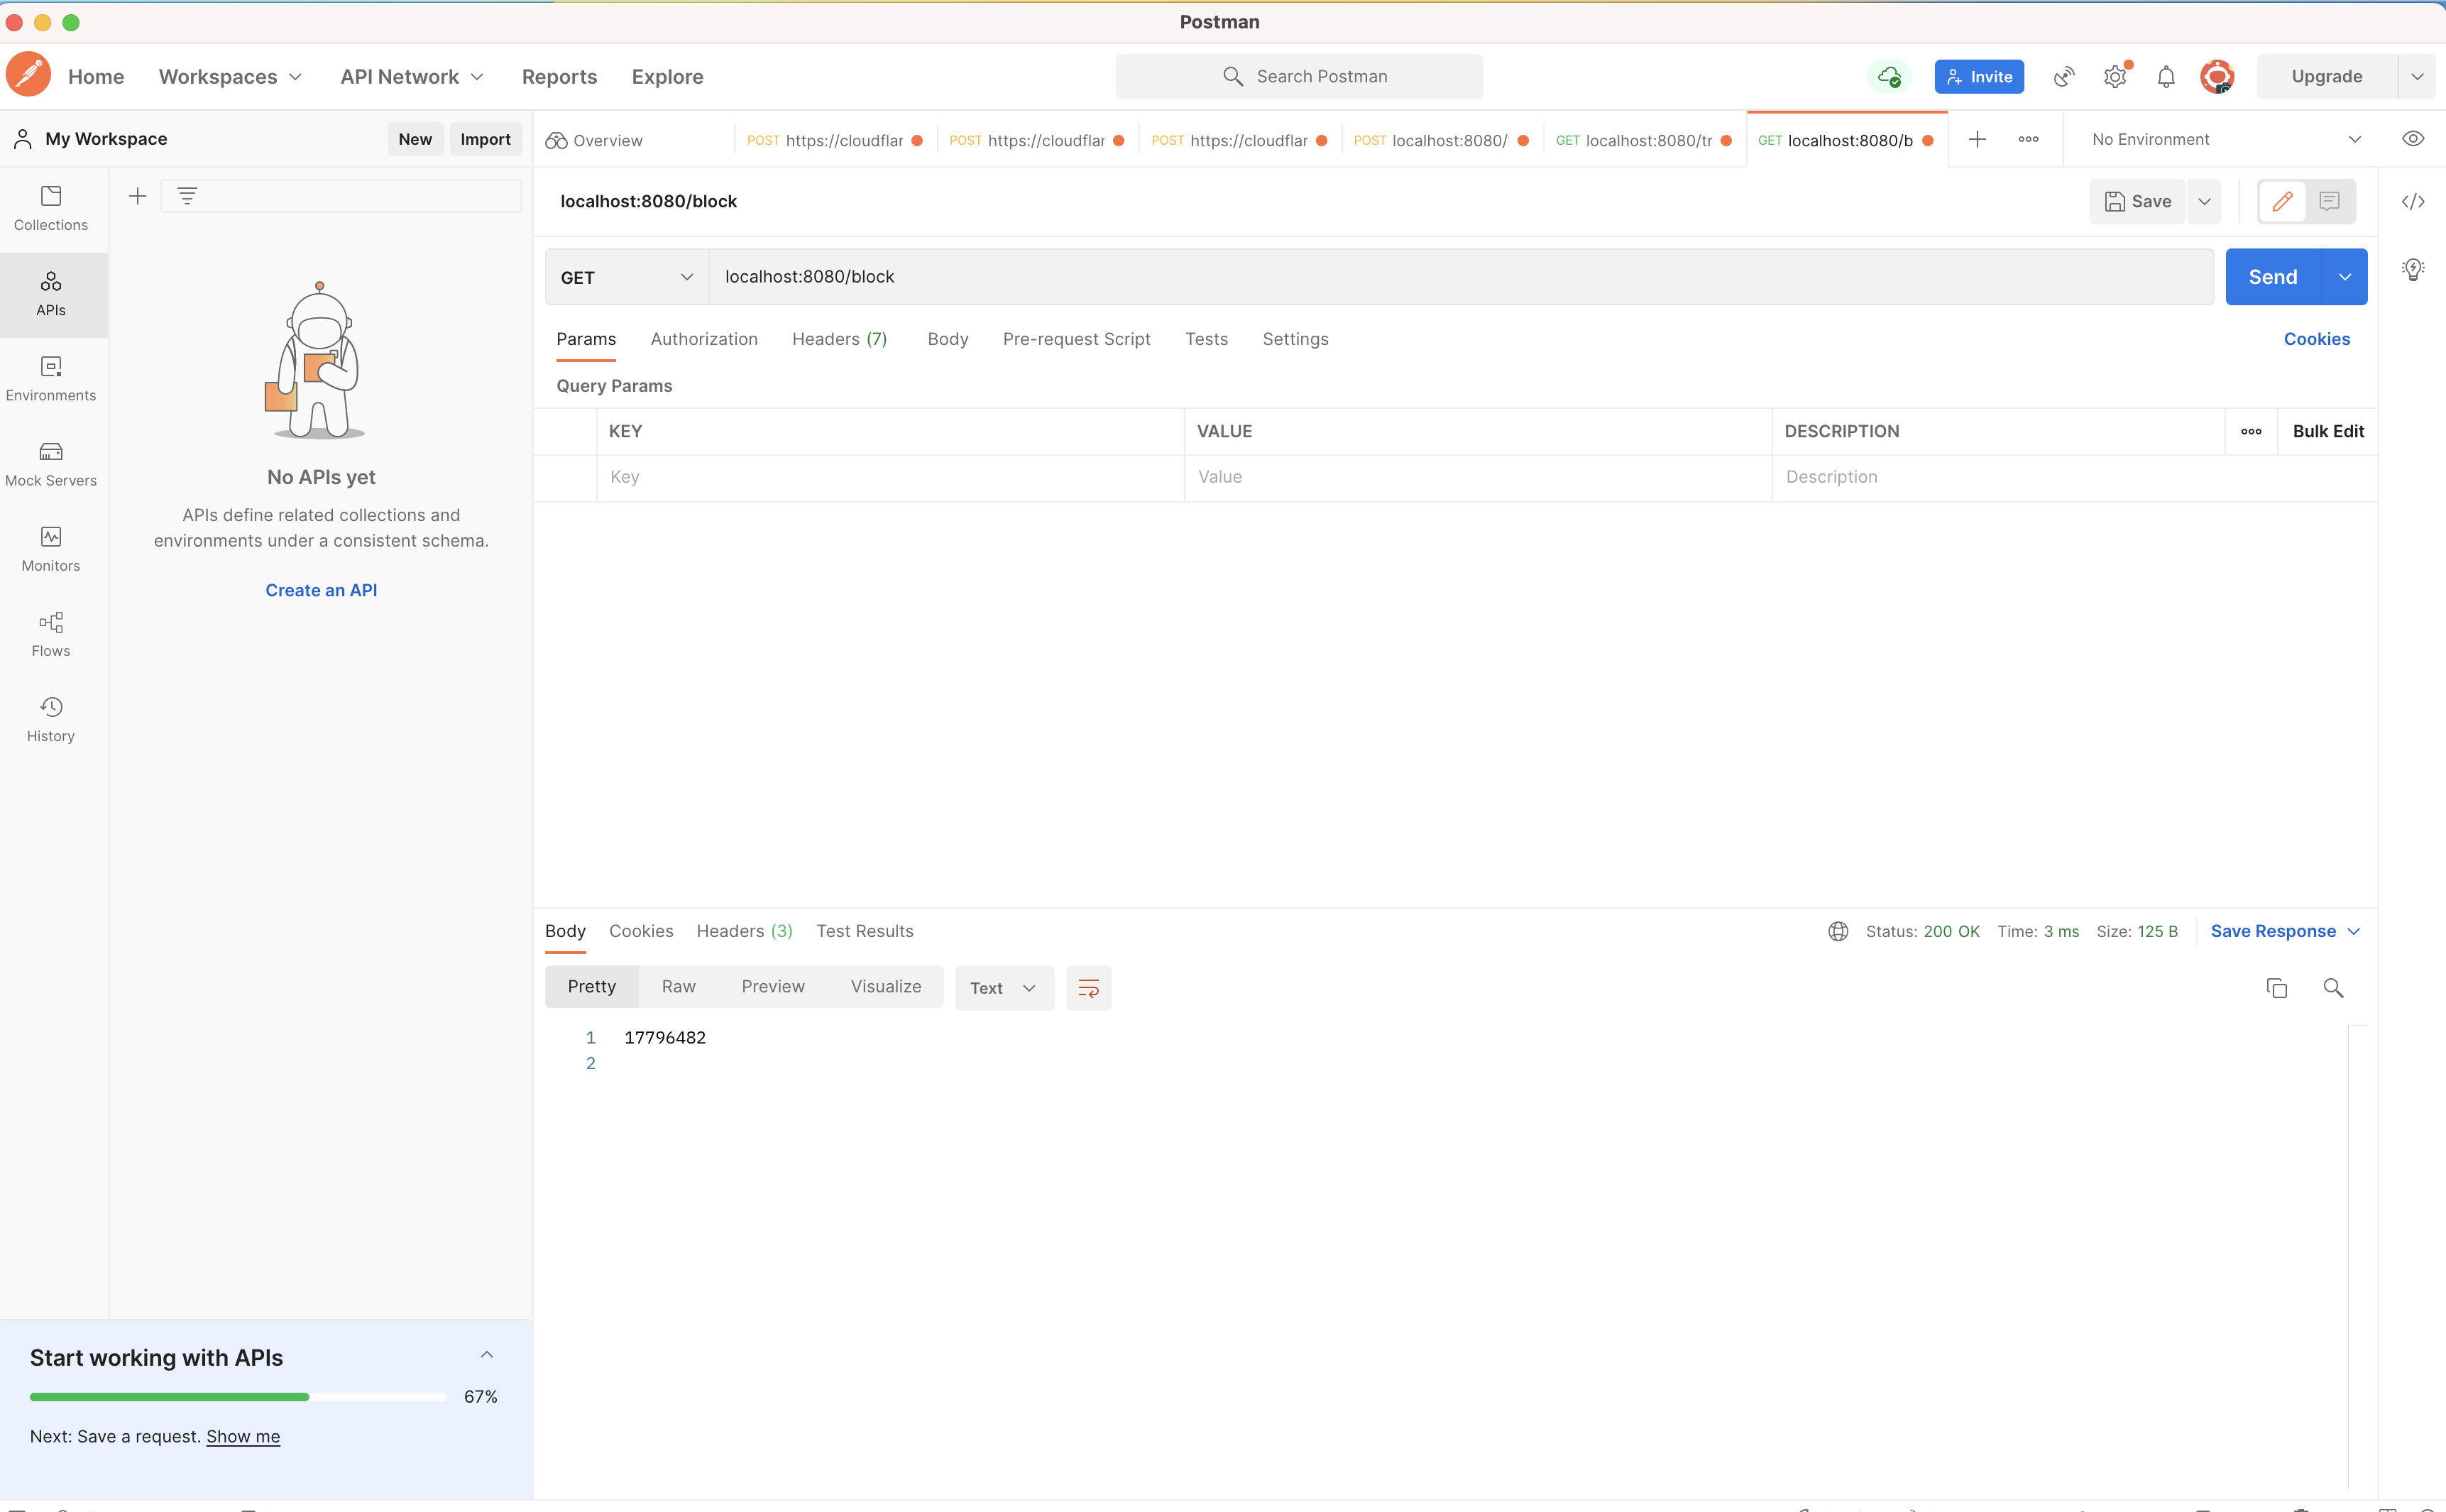 Postman
Home Workspaces API Network Reports Explore Search Postman Invite Upgrade
My Workspace New Import Overview POST https://cloudflar POST https://cloudflar POST https://cloudflar POST localhost:8080/ GET localhost:8080/tr GET localhost:8080/b No Environment
Collections
APIs
Environments
Mock Servers
Monitors
Flows
History
No APIs yet
APIs define related collections and
environments under a consistent schema.
Create an API
Start working with APIs
67%
Next: Save a request. Show me
localhost:8080/block Save
GET localhost:8080/block Send
Params Authorization Headers (7) Body Pre-request Script Tests Settings Cookies
Query Params
KEY VALUE DESCRIPTION Bulk Edit
Key Value Description
Body Cookies Headers (3) Test Results Status: 200 OK Time: 3 ms Size: 125 B Save Response
Pretty Raw Preview Visualize Text
1 17796482
2